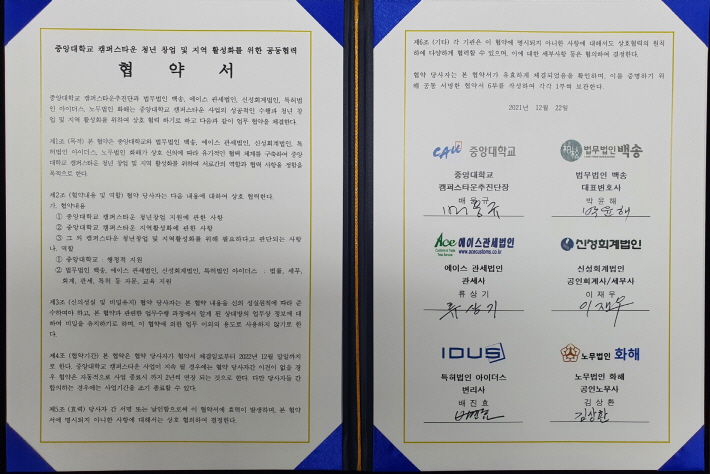 중앙대학교 캠퍼스타운 청년 창업 및 지역 활성화를 위한 공동협력
협 약 서
중앙대학교 캠퍼스타운추진단과 법무법인 백송, 에이스 관세법인, 신성회계법인, 특허법
인 아이더스, 노무법인 화해는 중앙대학교 캠퍼스타운 사업의 성공적인 수행과 청년 창
업 및 지역 활성화를 위하여 상호 협력 하기로 하고 다음과 같이 업무 협약을 체결한다.
제1조 (목적) 본 협약은 중앙대학교와 법무법인 백송, 에이스 관세법인, 신성회계법인, 특
허법인 아이더스, 노무법인 화해가 상호 신의에 따라 유기적인 협력 체계를 구축하여 중앙
대학교 캠퍼스타운 청년 창업 및 지역 활성화를 위하여 서로간의 역할과 협력 사항을 정함을
목적으로 한다.
제2조 (협약내용 및 역할) 협약 당사자는 다음 내용에 대하여 상호 협력한다.
가. 협약내용
① 중앙대학교 캠퍼스타운 청년창업 지원에 관한 사항
② 중앙대학교 캠퍼스타운 지역활성화에 관한 사항
③ 그 외 캠퍼스타운 청년창업 및 지역활성화를 위해 필요하다고 판단되는 사항
나. 역할
① 중앙대학교 : 행정적 지원
② 법무법인 백송, 에이스 관세법인, 신성회계법인, 특허법인 아이더스 : 법률, 세무,
회계, 관세, 특허 등 자문, 교육 지원
제3조 (신의성실 및 비밀유지) 협약 당사자는 본 협약 내용을 신의 성실원칙에 따라 준
수하여야 하고, 본 협약과 관련한 업무수행 과정에서 알게 된 상대방의 업무상 정보에 대
하여 비밀을 유지하기로 하며, 이 협약에 의한 업무 이외의 용도로 사용하지 않기로 한
다.
제4조 (협약기간) 본 협약은 협약 당사자가 협약서 체결일로부터 2022년 12월 말일까지
로 한다. 중앙대학교 캠퍼스타운 사업이 지속 될 경우에는 협약 당사자간 이견이 없을 경
우 협약은 자동적으로 사업 종료시 까지 2년씩 연장 되는 것으로 한다. 다만 당사자들 간
합의하는 경우에는 사업기간을 조기 종료할 수 있다.
제5조 (효력) 당사자 간 서명 또는 날인함으로써 이 협약서에 효력이 발생하며, 본 협약
서에 명시되지 아니한 사항에 대해서는 상호 협의하여 결정한다.
제6조 (기타) 각 기관은 이 협약에 명시되지 아니한 사항에 대해서도 상호협력의 원칙
하에 다양하게 협력할 수 있으며, 이에 대한 세부사항 등은 협의하여 결정한다.
협약 당사자는 본 협약서가 유효하게 체결되었음을 확인하며, 이를 증명하기 위
해 공동 서명한 협약서 6부를 작성하여 각각 1부씩 보관한다.
2021년 12월 22일
CAU 중앙대학교
중앙대학교
캠퍼스타운추진단장
배웅규
배웅규
법무법인 백송
법무법인 백송
대표변호사
박윤해
박윤해
Ace 에이스관세법인
www.acecustoms.co.kr
에이스 관세법인
관세사
류상기
류상기
신성회계법인
신성회계법인
공인회계사/세무사
이재우
이재우
IDUS
특허법인 아이더스
변리사
배진효
노무법인 화해
노무법인 화해
공인노무사
김상환
김상환